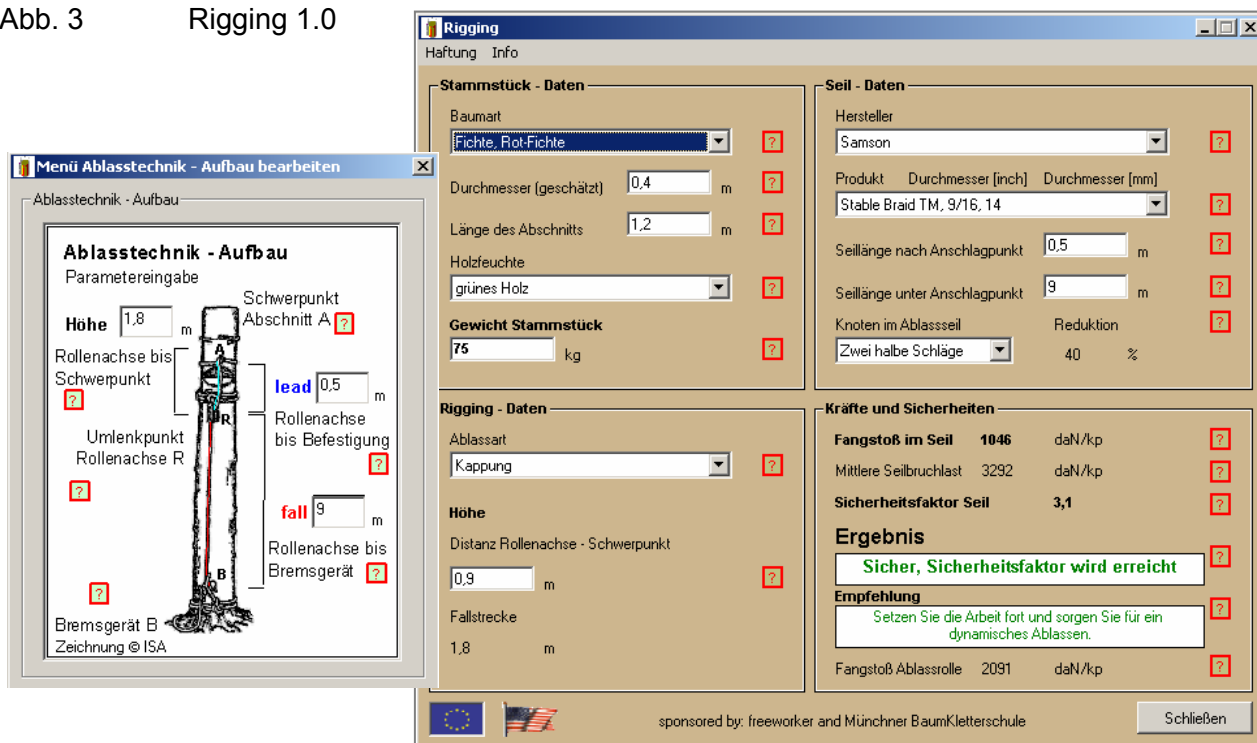 Abb. 3 Rigging 1.0
Menü Ablasstechnik - Aufbau bearbeiten
Ablasstechnik - Aufbau
Ablasstechnik - Aufbau
Parametereingabe
Schwerpunkt
Höhe 1,8 m Abschnitt A ?
A
Rollenachse bis
Schwerpunkt
?
lead 0,5 m
R
Rollenachse
bis Befestigung
?
Umlenkpunkt
Rollenachse R
?
fall 9 m
Rollenachse bis
Bremsgerät ?
B
?
Bremsgerät B
Zeichnung © ISA
Rigging
Haftung Info
Stammstück - Daten
Baumart
Fichte, Rot-Fichte ?
Durchmesser (geschätzt) 0,4 m ?
Länge des Abschnitts 1,2 m ?
Holzfeuchte
grünes Holz ?
Gewicht Stammstück
75 kg ?
Seil - Daten
Hersteller
Samson ?
Produkt Durchmesser [inch] Durchmesser [mm]
Stable Braid TM, 9/16, 14 ?
Seillänge nach Anschlagpunkt 0,5 m ?
Seillänge unter Anschlagpunkt 9 m ?
Knoten im Ablassseil Reduktion ?
Zwei halbe Schläge 40 %
Rigging - Daten
Ablassart
Kappung ?
Höhe
Distanz Rollenachse - Schwerpunkt
0,9 m ?
Fallstrecke
1,8 m
Kräfte und Sicherheiten
Fangstoß im Seil 1046 daN/kp ?
Mittlere Seilbruchlast 3292 daN/kp ?
Sicherheitsfaktor Seil 3,1 ?
Ergebnis
Sicher, Sicherheitsfaktor wird erreicht ?
Empfehlung
Setzen Sie die Arbeit fort und sorgen Sie für ein ?
dynamisches Ablassen.
Fangstoß Ablassrolle 2091 daN/kp ?
sponsored by: freeworker and Münchner BaumKletterschule Schließen